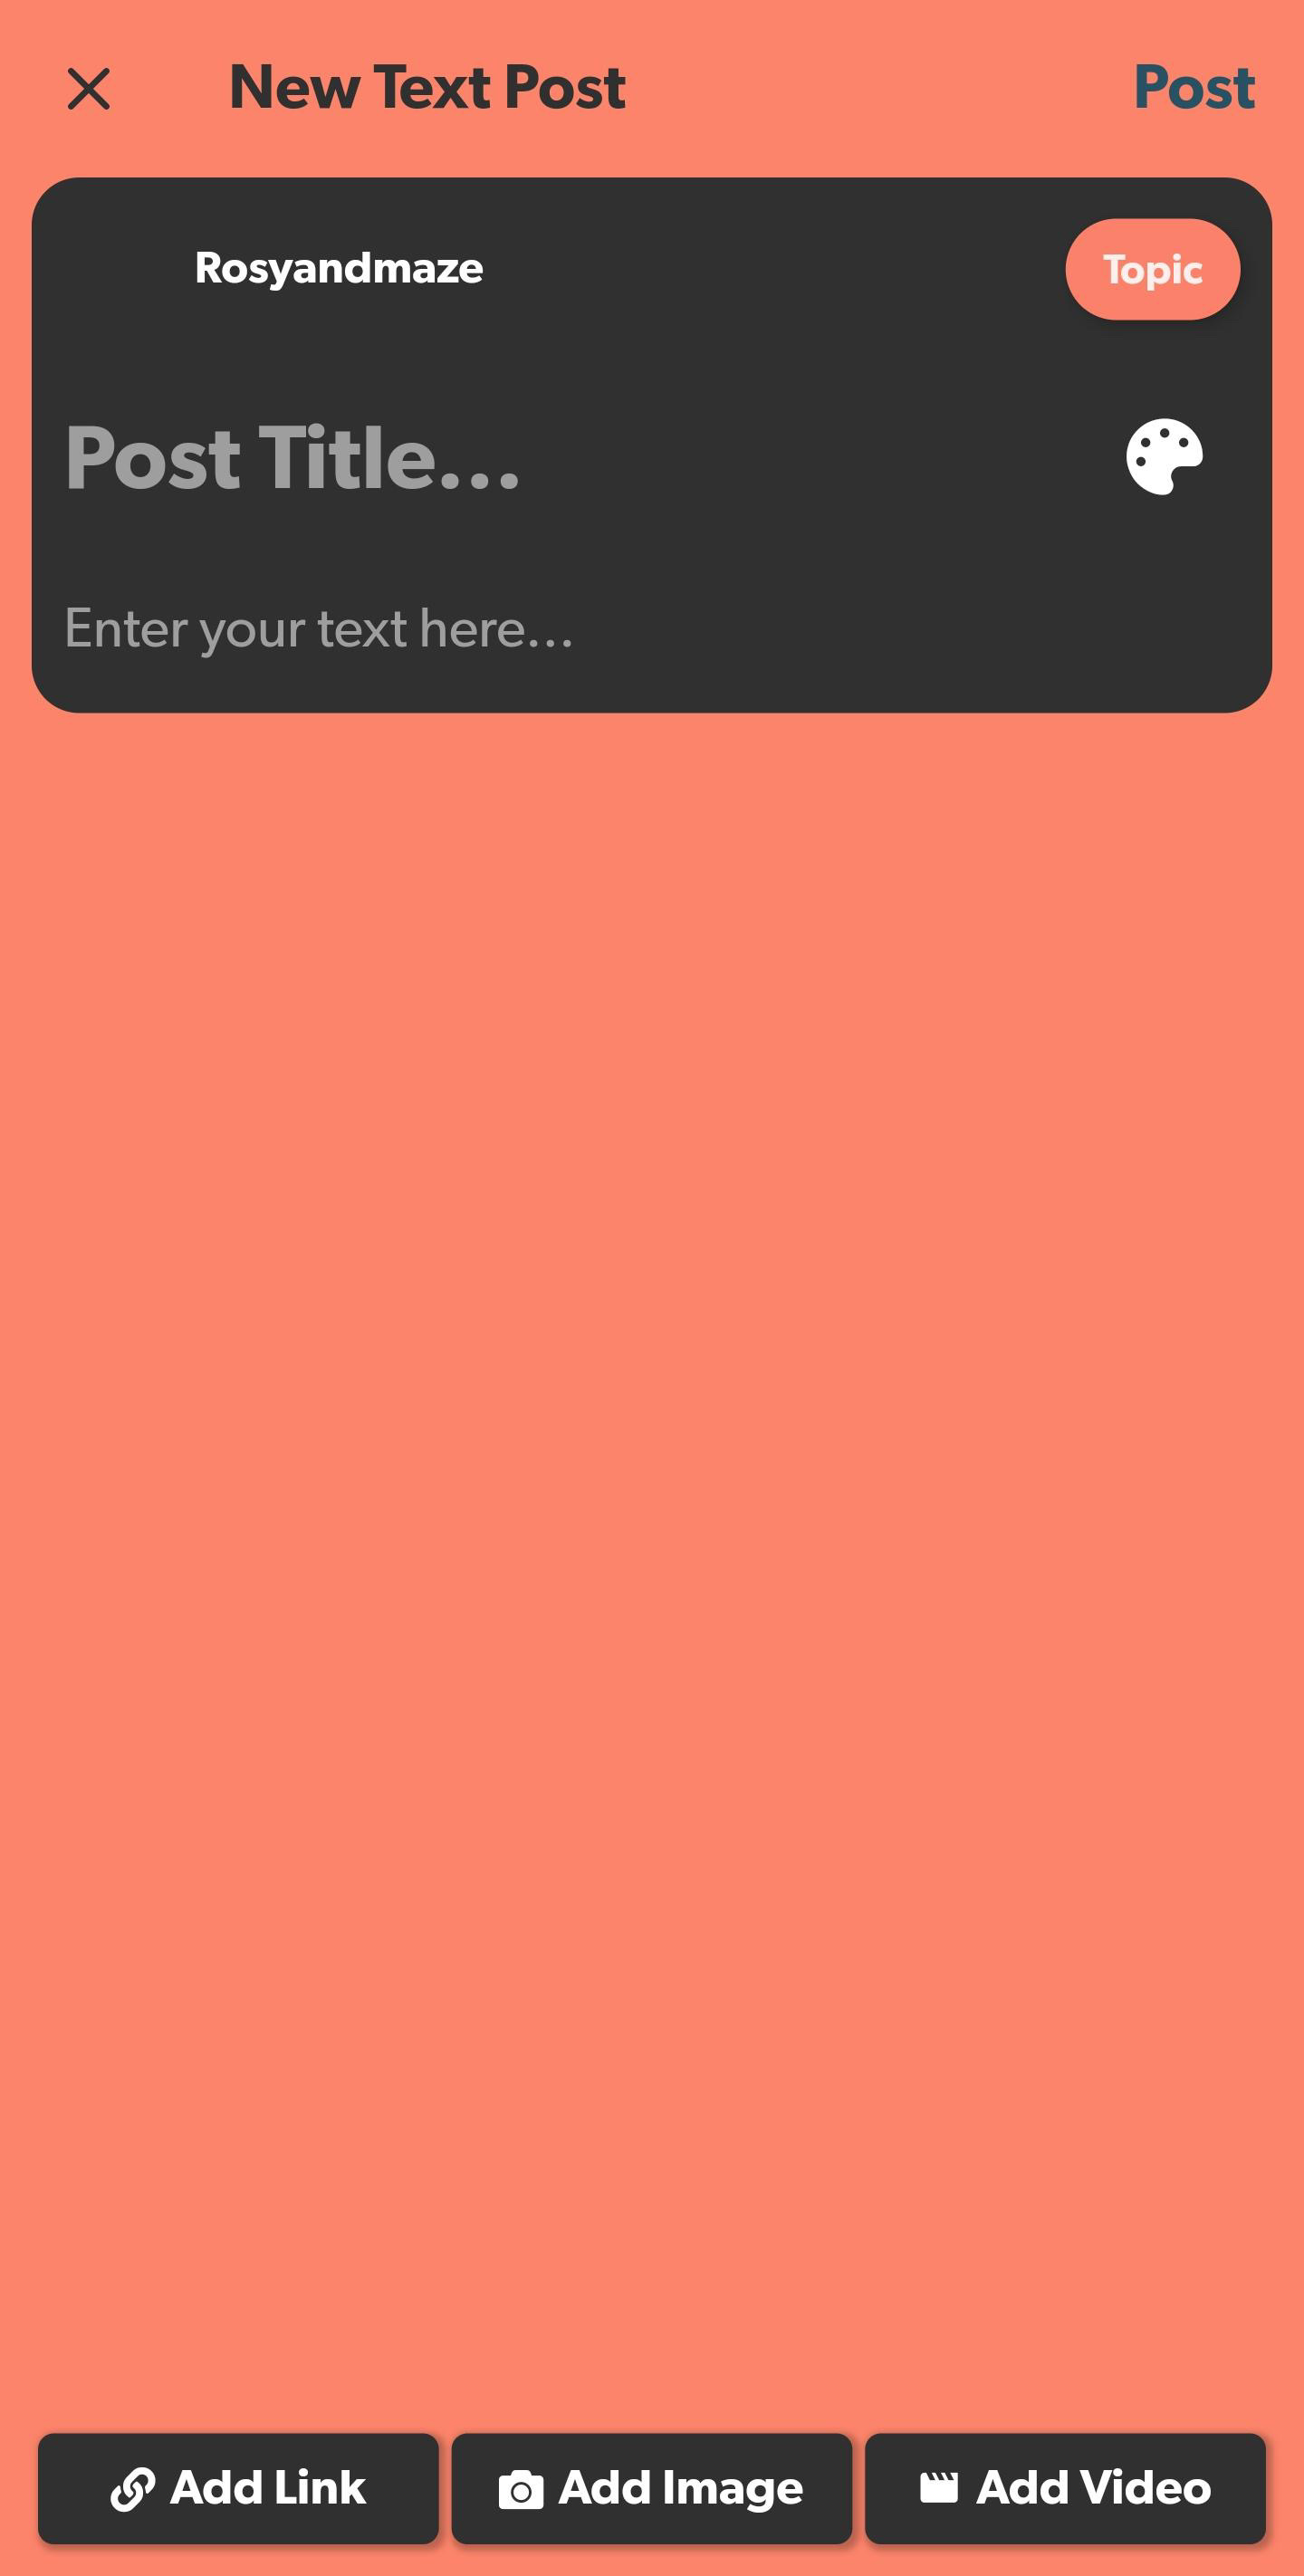 New Text Post
Post
Rosyandmaze
Topic
Post Title...
Enter your text here...
Add Link
Add Image
Add Video